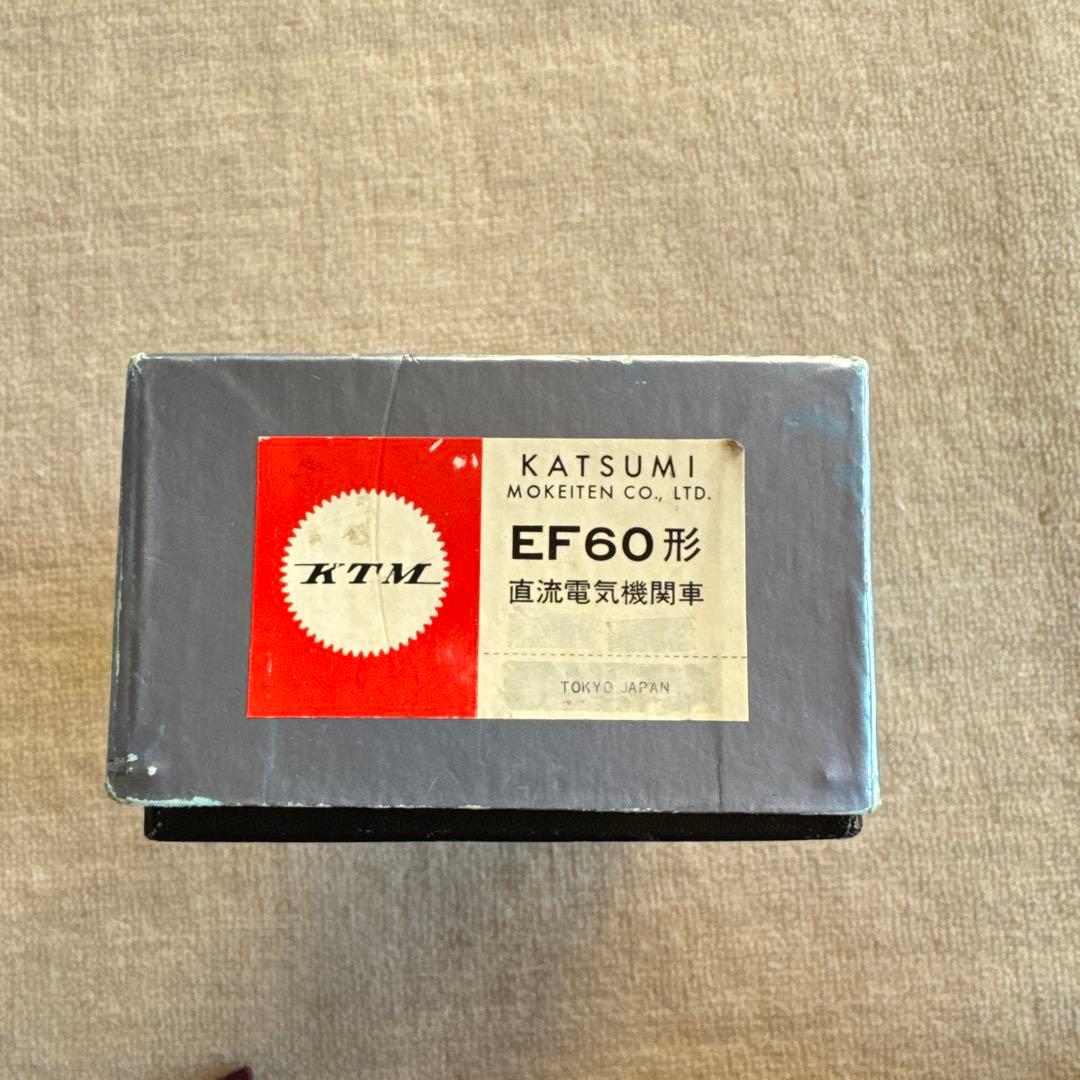 KTM
KATSUMI
MOKEITEN CO., LTD.
EF60形
直流電気機関車
TOKYO JAPAN